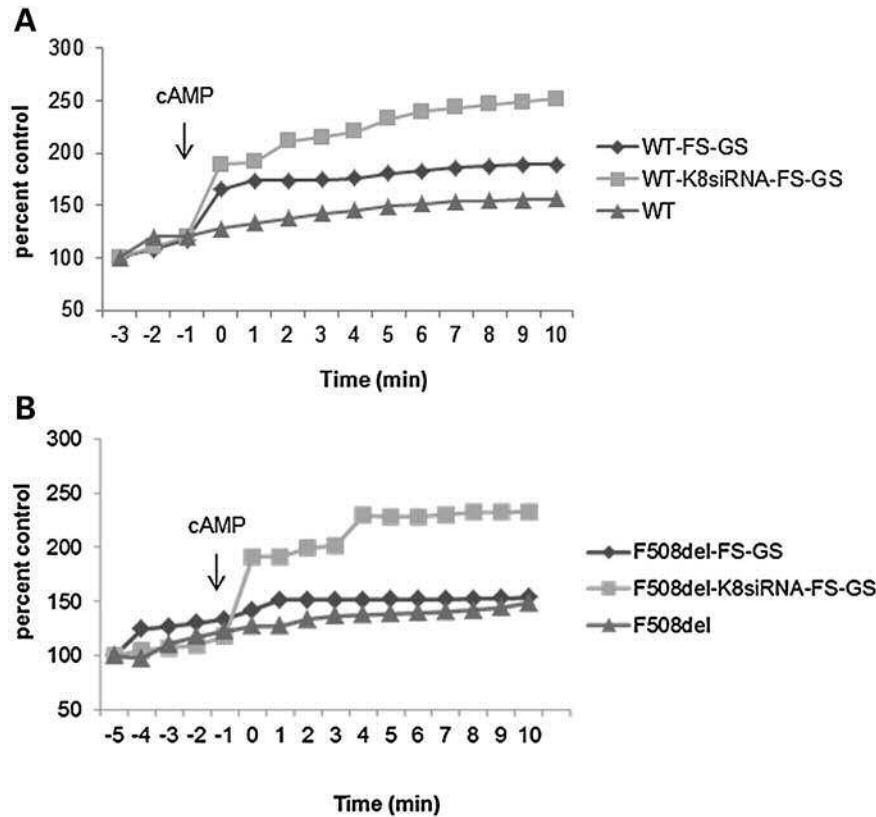 A
300
250
200
150
100
50
percent control
cAMP
-3 -2 -1 0 1 2 3 4 5 6 7 8 9 10
Time (min)
WT-FS-GS
WT-K8siRNA-FS-GS
WT
B
300
250
200
150
100
50
percent control
cAMP
-5 -4 -3 -2 -1 0 1 2 3 4 5 6 7 8 9 10
Time (min)
F508del-FS-GS
F508del-K8siRNA-FS-GS
F508del